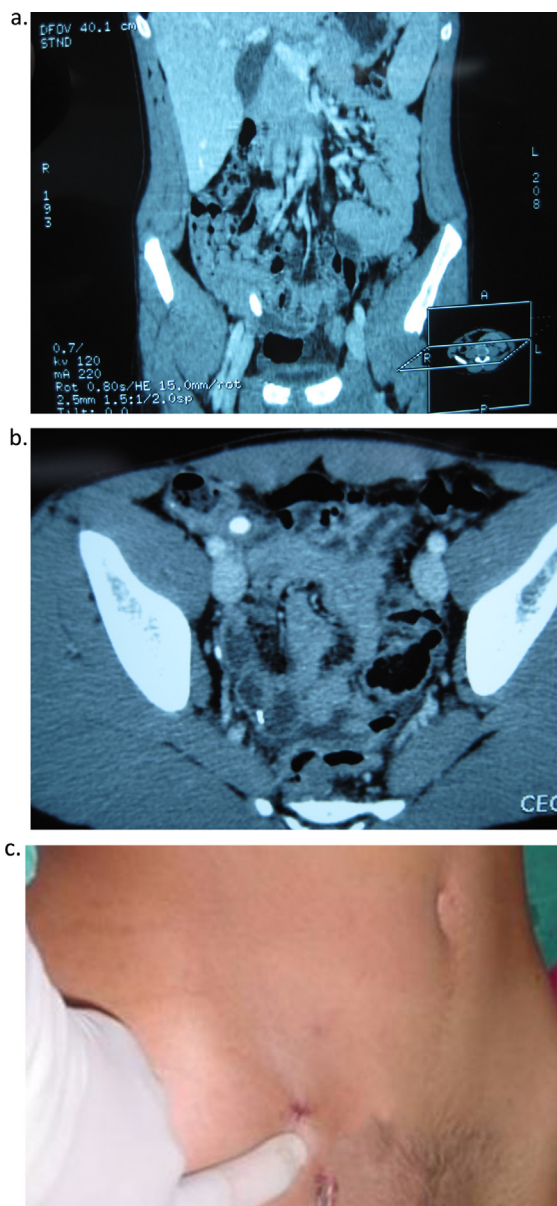 a.
DFOV 40.1 cm
STND
R
1
9
3
L
2
0
8
A
R
L
P
0.7/
kv 120
mA 220
Rot 0.80s/HE 15.0mm/rot
2.5mm 1.5:1/2.0sp
Tilt: 0.0
b.
CEC
c.